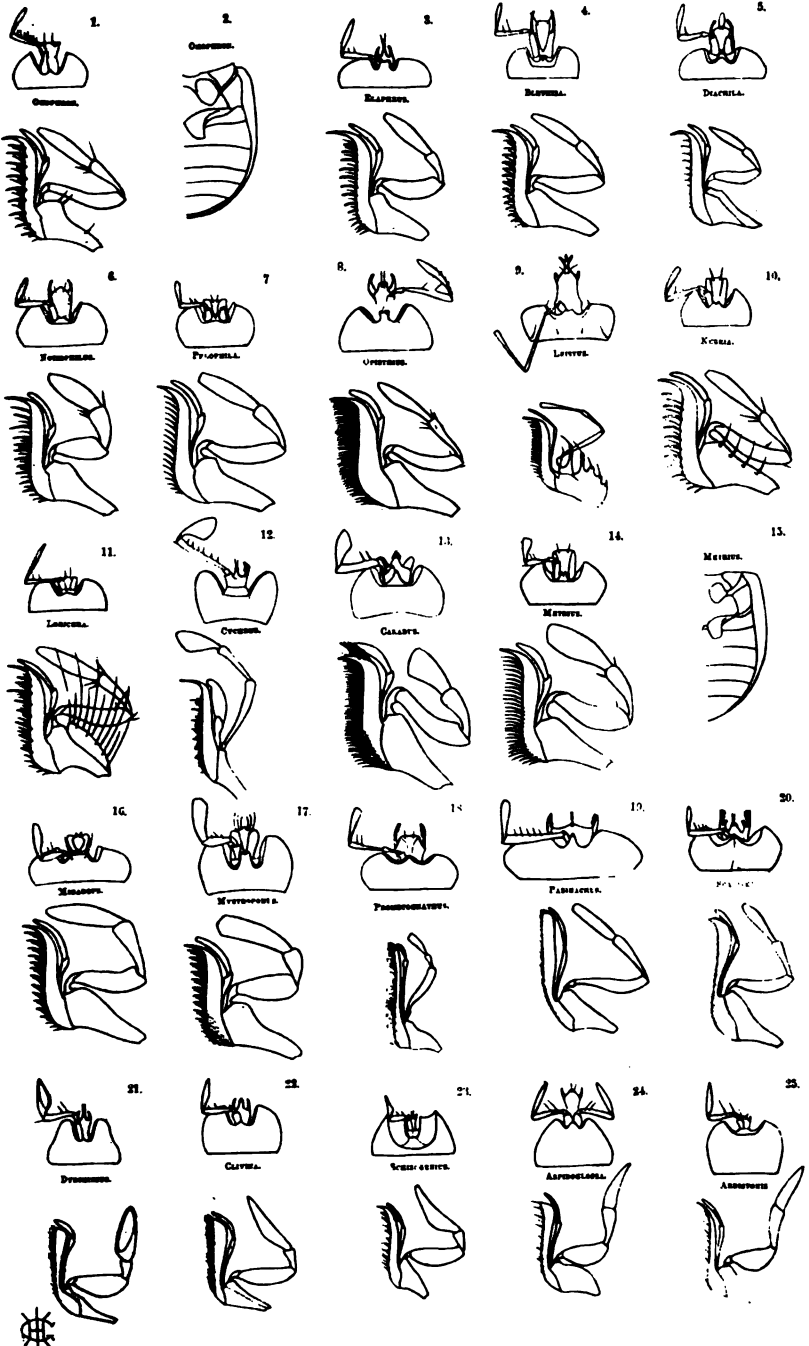 1.
2.
3.
4.
5.
OMOPHRON.
ELAPHRUS.
BLETHISA.
DIACHILA.
6.
7
8.
9.
10.
NOTIOPHILUS.
PELOPHILA.
LEISTUS.
NEBRIA.
11.
12.
13.
14.
15.
METRIUS.
LORICERA.
CYCHRUS.
CARABUS.
METRIUS.
16.
17.
18
19.
20.
MYSTROPOMUS.
PROMECOGNATHUS.
PASIMACHUS.
21.
22.
23.
24.
25.
DYSCHIRIUS.
CLIVINA.
SCHIZOGENIUS.
ASPIDOGLOSSA.
ARDISTOMIS